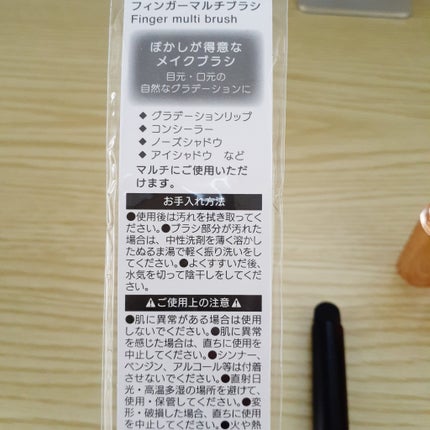 フィンガーマルチブラシ
Finger multi brush
ぼかしが得意な
メイクブラシ
目元・口元の
自然なグラデーションに
◆ グラデーションリップ
◆ コンシーラー
◆ ノーズシャドウ
◆ アイシャドウ など
マルチにご使用いただ
けます。
お手入れ方法
●使用後は汚れを拭き取ってく
ださい。●ブラシ部分が汚れた
場合は、中性洗剤を薄く溶かし
たぬるま湯で軽く振り洗いをし
てください。●よくすすいだ後、
水気を切って陰干しをしてくだ
さい。
⚠ご使用上の注意⚠
●肌に異常がある場合は使用
しないでください。●肌に異常
を感じた場合は、直ちに使用を
中止してください。●シンナー、
ベンジン、アルコール等は付着
させないでください。●直射日
光・高温多湿の場所を避けて、
使用・保管してください。●変
形・破損した場合、直ちに使用
を中止してください。●火や熱